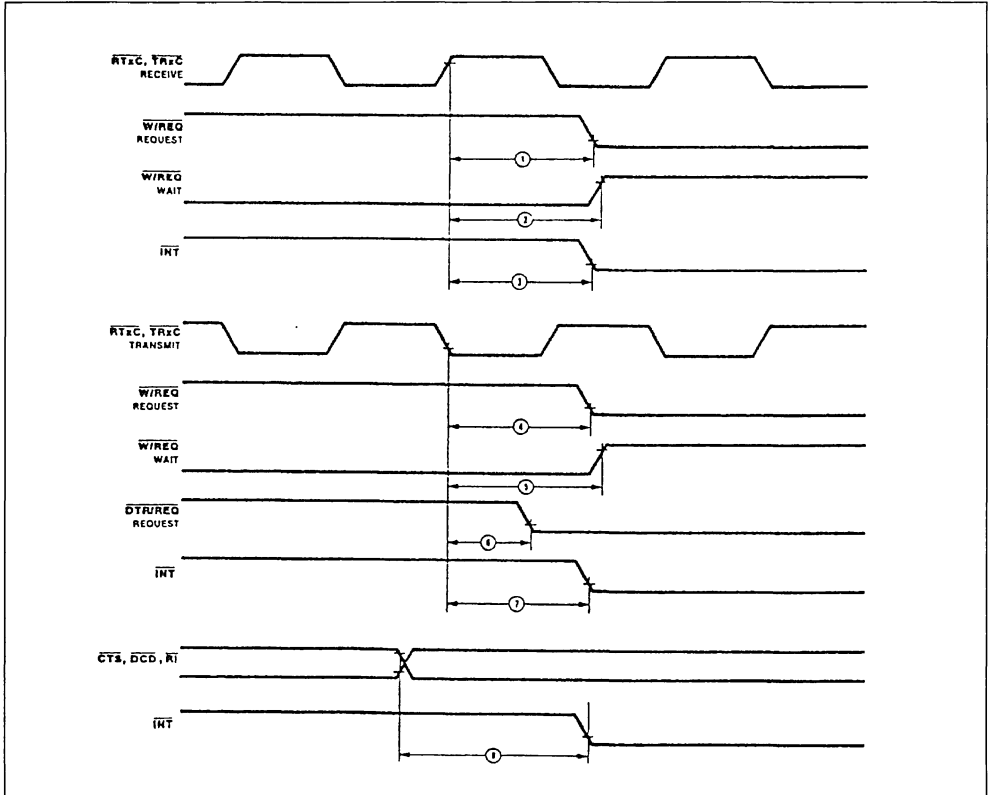 RTxC, TRxC
RECEIVE
W/REQ
REQUEST
1
W/REQ
WAIT
2
INT
3
RTxC, TRxC
TRANSMIT
W/REQ
REQUEST
4
W/REQ
WAIT
5
DTR/REQ
REQUEST
6
INT
7
CTS, DCD, RI
INT
8